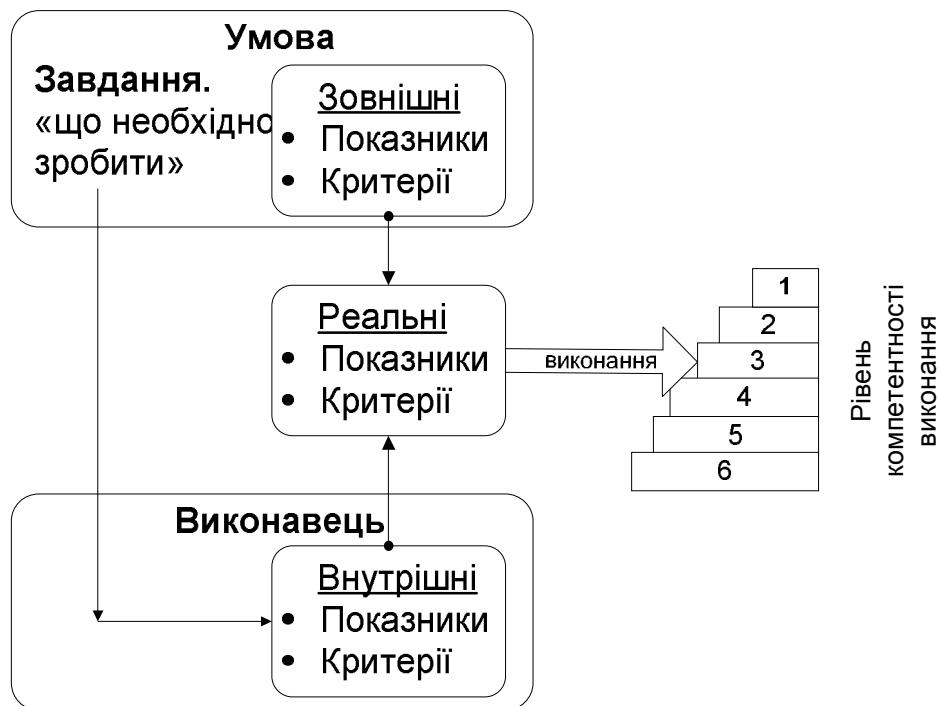 Умова
Завдання.
«що необхідно
зробити»
Зовнішні
• Показники
• Критерії
Реальні
• Показники
• Критерії
виконання
1
2
3
4
5
6
Рівень
компетентності
виконання
Виконавець
Внутрішні
• Показники
• Критерії